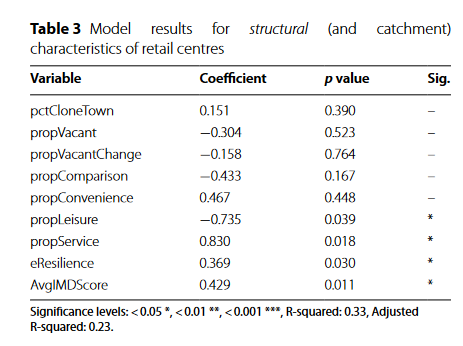 Table 3 Model results for structural (and catchment)
characteristics of retail centres
Variable Coefficient p value Sig.
pctCloneTown 0.151 0.390 –
propVacant −0.304 0.523 –
propVacantChange −0.158 0.764 –
propComparison −0.433 0.167 –
propConvenience 0.467 0.448 –
propLeisure −0.735 0.039 *
propService 0.830 0.018 *
eResilience 0.369 0.030 *
AvgIMDScore 0.429 0.011 *
Significance levels: < 0.05 *, < 0.01 **, < 0.001 ***, R-squared: 0.33, Adjusted
R-squared: 0.23.